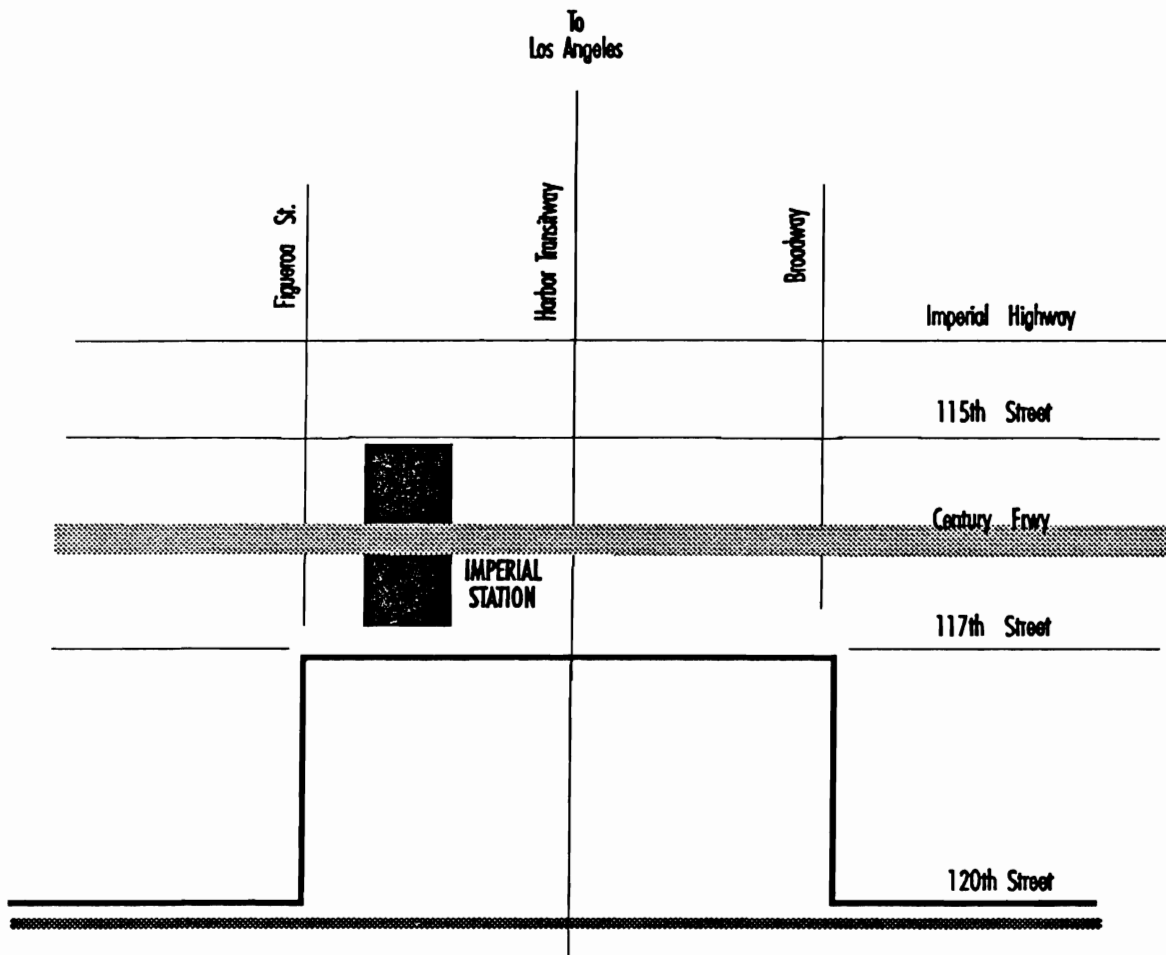 To
Los Angeles
Figueroa St.
Harbor Transitway
Broadway
Imperial Highway
115th Street
Century Frwy
IMPERIAL
STATION
117th Street
120th Street